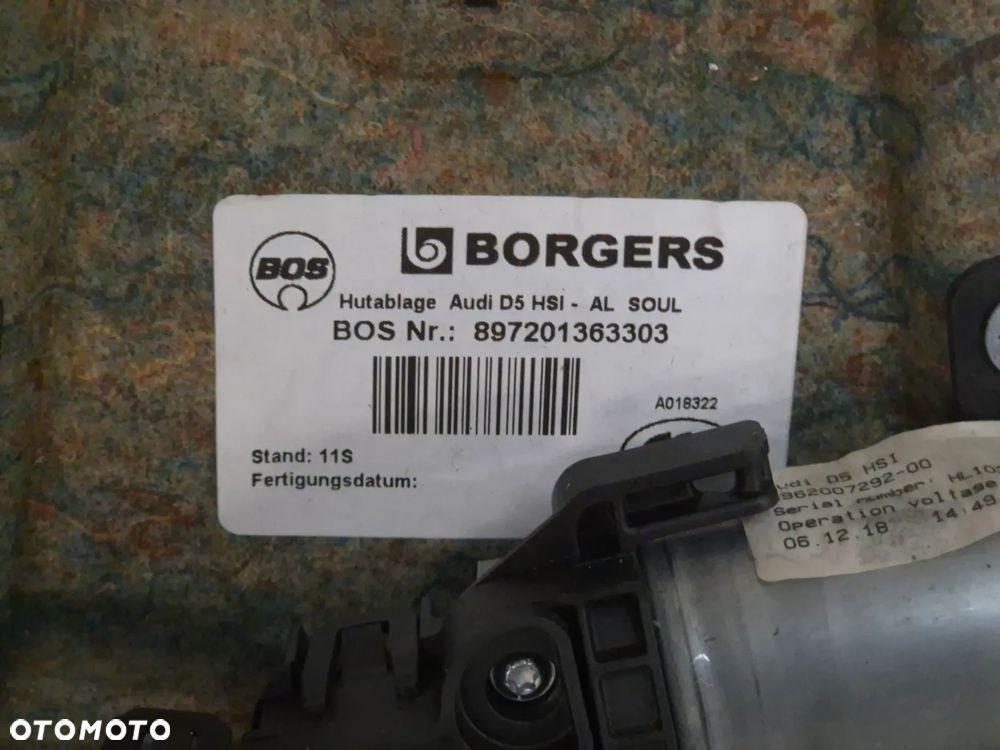 BOS
BORGERS
Hutablage Audi D5 HSI - AL SOUL
BOS Nr.: 897201363303
A018322
Stand: 11S
Fertigungsdatum:
udi D5 HSI
962007292-00
Serial number: HL10
Operation voltage
06.12.18 14:49
OTOMOTO